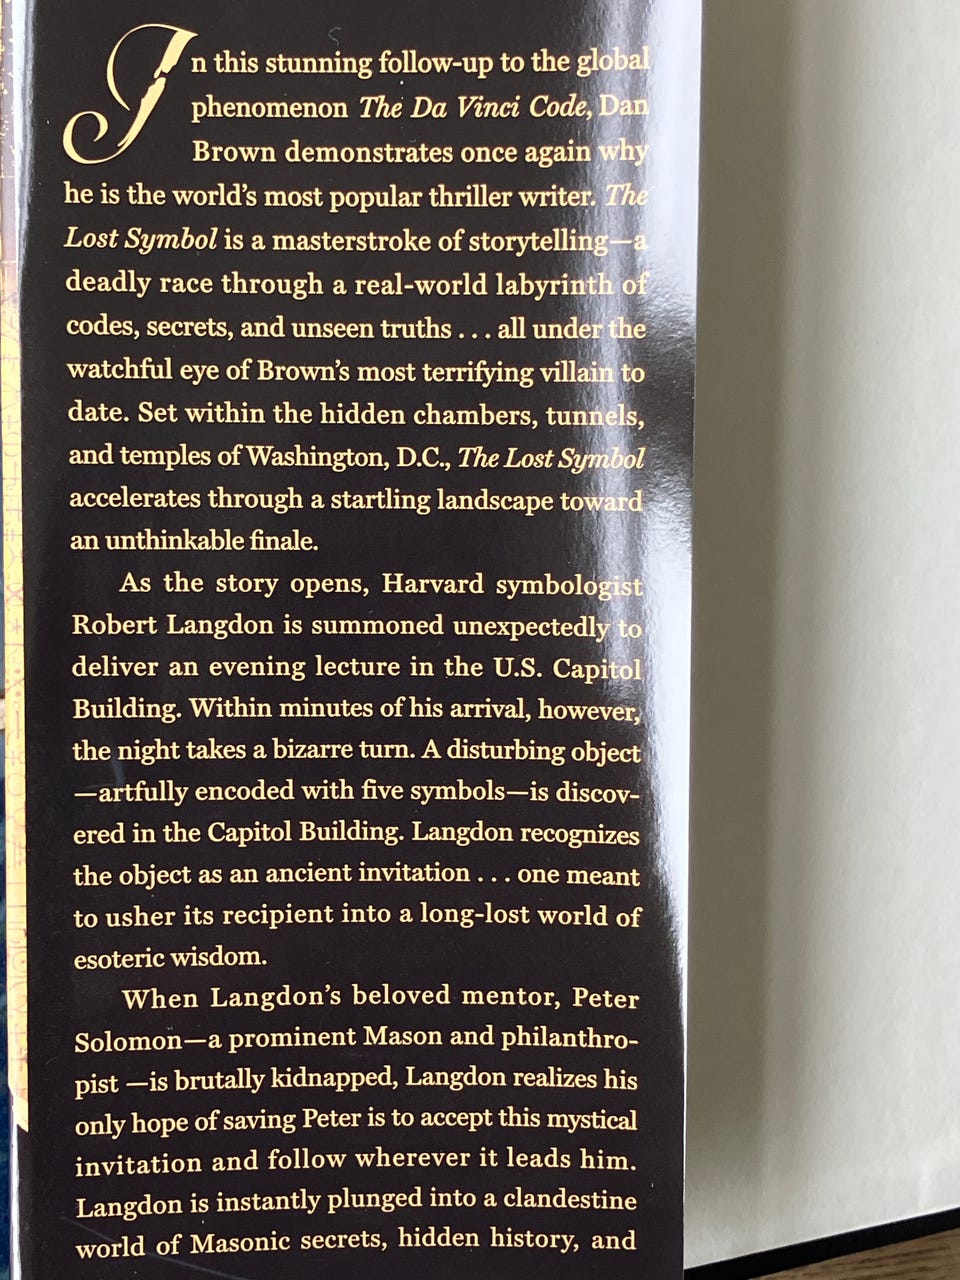 In this stunning follow-up to the global
phenomenon The Da Vinci Code, Dan
Brown demonstrates once again why
he is the world's most popular thriller writer. The
Lost Symbol is a masterstroke of storytelling—a
deadly race through a real-world labyrinth of
codes, secrets, and unseen truths . . . all under the
watchful eye of Brown's most terrifying villain to
date. Set within the hidden chambers, tunnels,
and temples of Washington, D.C., The Lost Symbol
accelerates through a startling landscape toward
an unthinkable finale.
As the story opens, Harvard symbologist
Robert Langdon is summoned unexpectedly to
deliver an evening lecture in the U.S. Capitol
Building. Within minutes of his arrival, however,
the night takes a bizarre turn. A disturbing object
—artfully encoded with five symbols—is discov-
ered in the Capitol Building. Langdon recognizes
the object as an ancient invitation . . . one meant
to usher its recipient into a long-lost world of
esoteric wisdom.
When Langdon's beloved mentor, Peter
Solomon—a prominent Mason and philanthro-
pist —is brutally kidnapped, Langdon realizes his
only hope of saving Peter is to accept this mystical
invitation and follow wherever it leads him.
Langdon is instantly plunged into a clandestine
world of Masonic secrets, hidden history, and